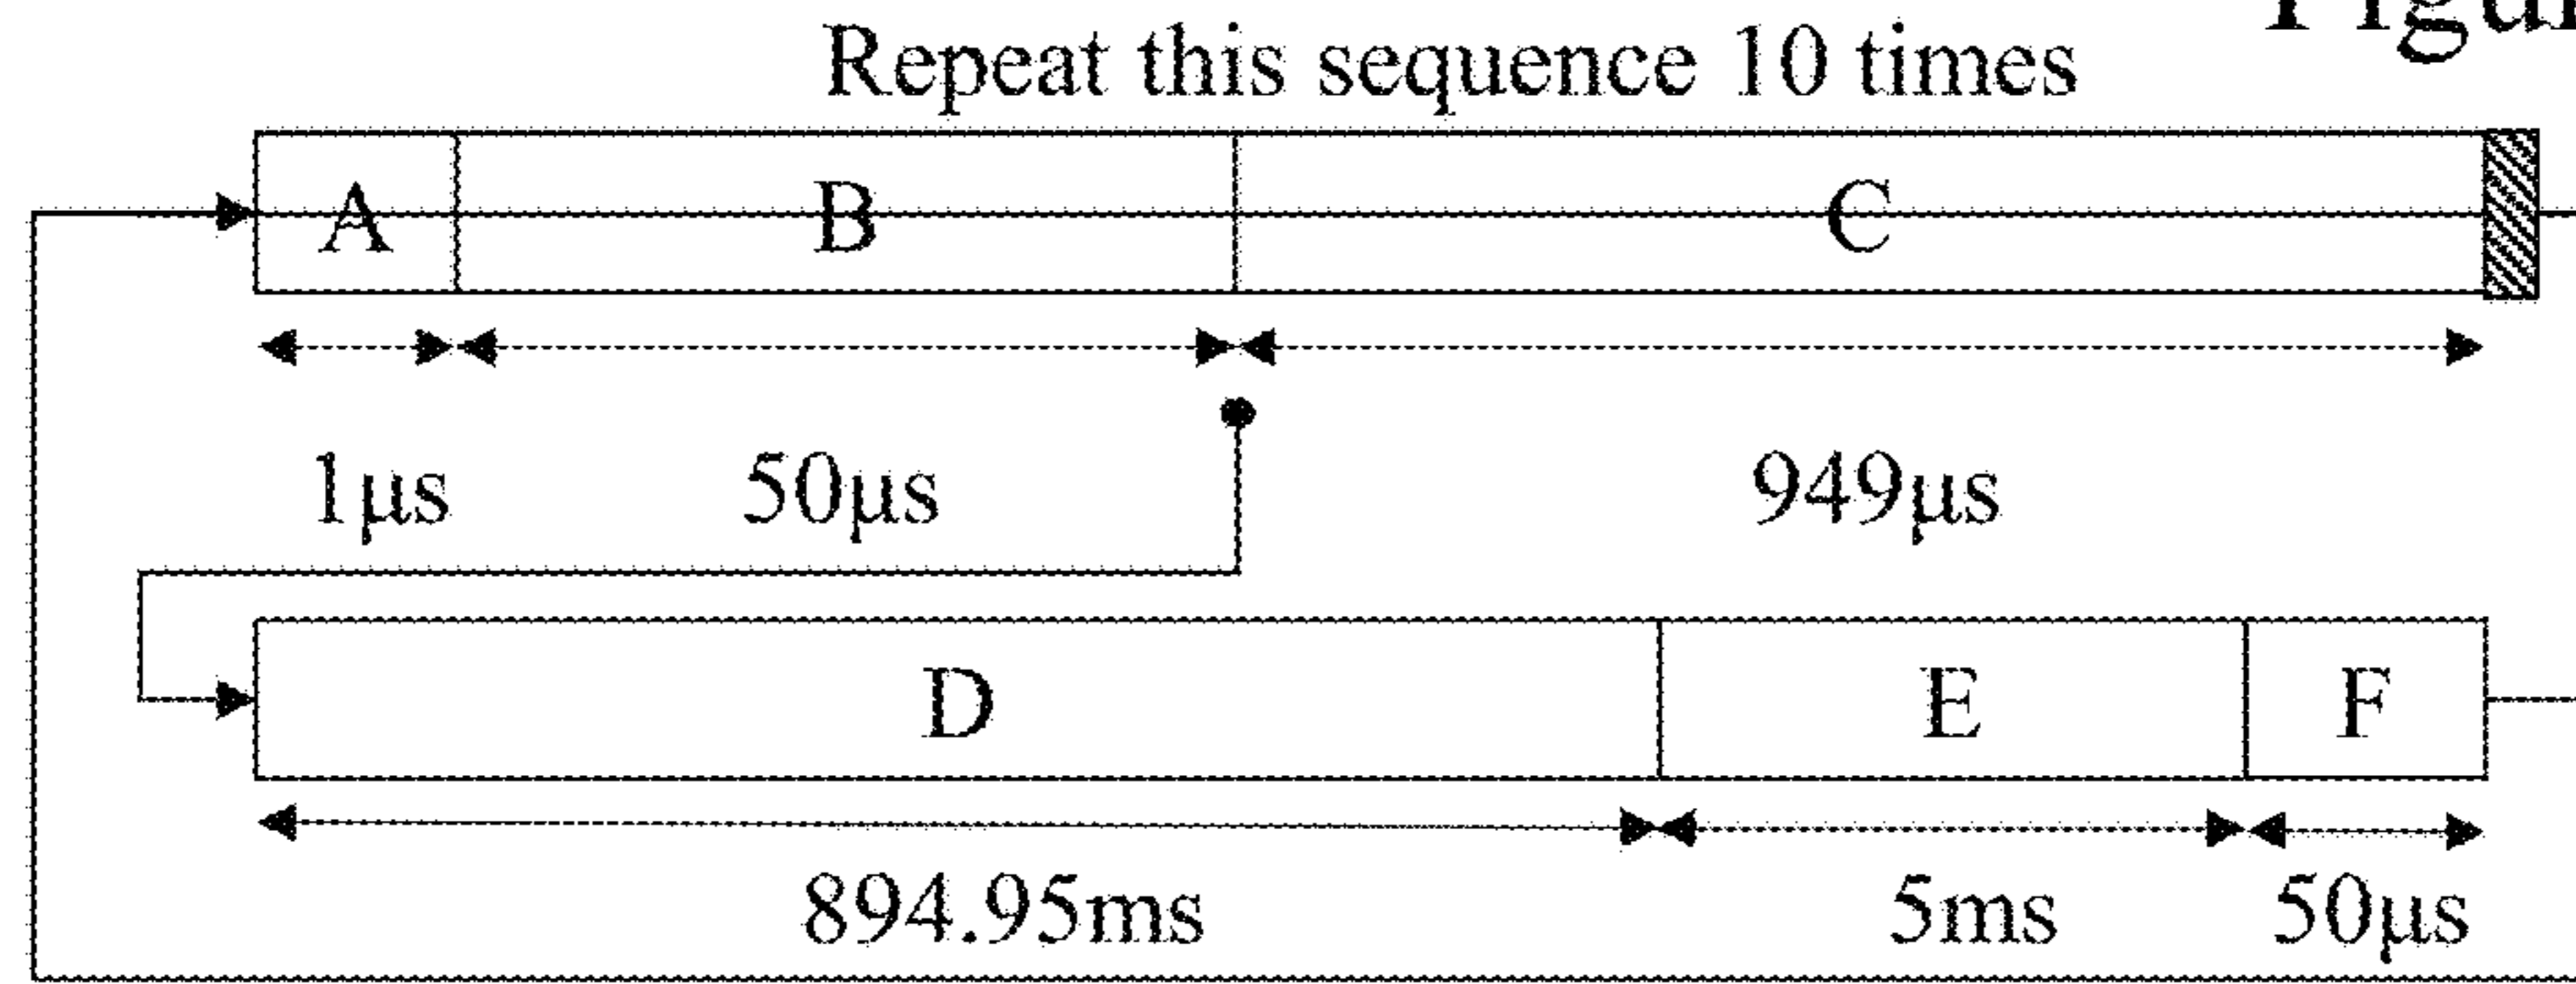 Repeat this sequence 10 times
A B C
1μs 50μs 949μs
D E F
894.95ms 5ms 50μs